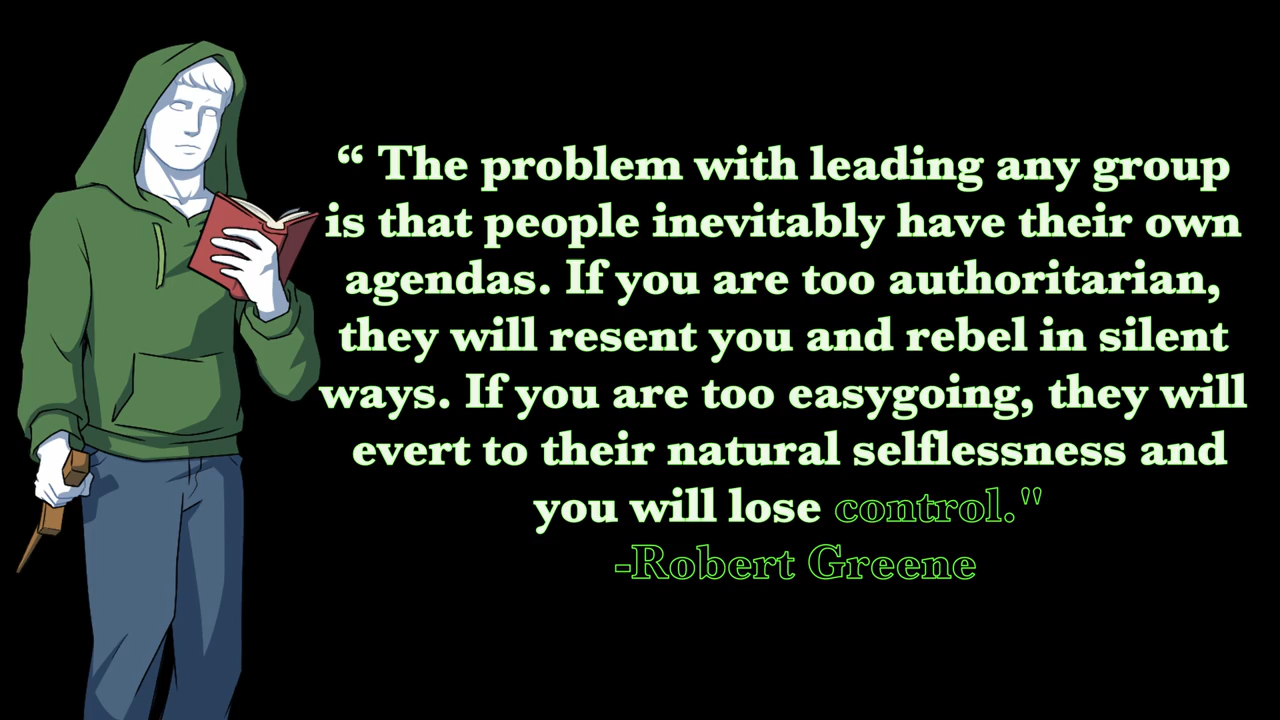 “ The problem with leading any group
is that people inevitably have their own
agendas. If you are too authoritarian,
they will resent you and rebel in silent
ways. If you are too easygoing, they will
evert to their natural selflessness and
you will lose control."
-Robert Greene